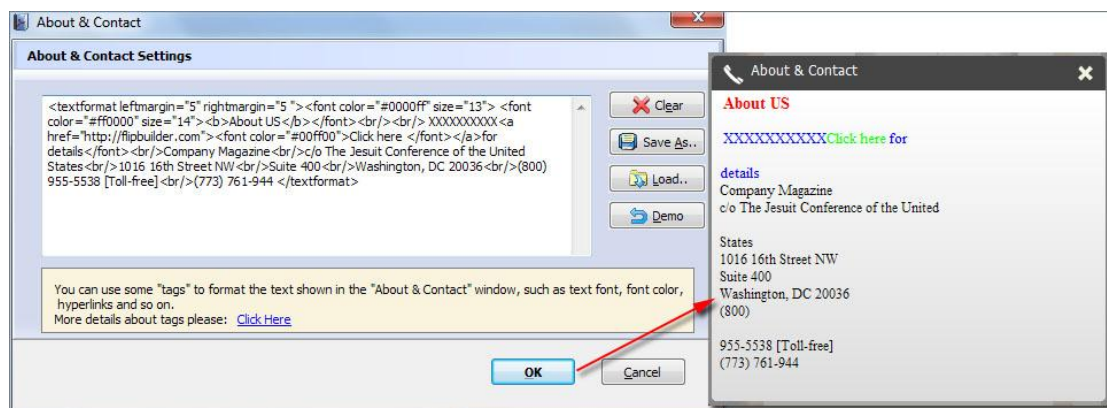 About & Contact
About & Contact Settings
<textformat leftmargin="5" rightmargin="5 "><font color="#0000ff" size="13"> <font
color="#ff0000" size="14"><b>About US</b></font><br/><br/> XXXXXXXXXX<a
href="http://flipbuilder.com"><font color="#00ff00">Click here </font></a>for
details</font><br/>Company Magazine<br/>c/o The Jesuit Conference of the United
States<br/>1016 16th Street NW<br/>Suite 400<br/>Washington, DC 20036<br/>(800)
955-5538 [Toll-free]<br/>(773) 761-944 </textformat>
Clear
Save As..
Load..
Demo
You can use some "tags" to format the text shown in the "About & Contact" window, such as text font, font color,
hyperlinks and so on.
More details about tags please: Click Here
OK
Cancel
About & Contact
About US
XXXXXXXXXXClick here for
details
Company Magazine
c/o The Jesuit Conference of the United
States
1016 16th Street NW
Suite 400
Washington, DC 20036
(800)
955-5538 [Toll-free]
(773) 761-944